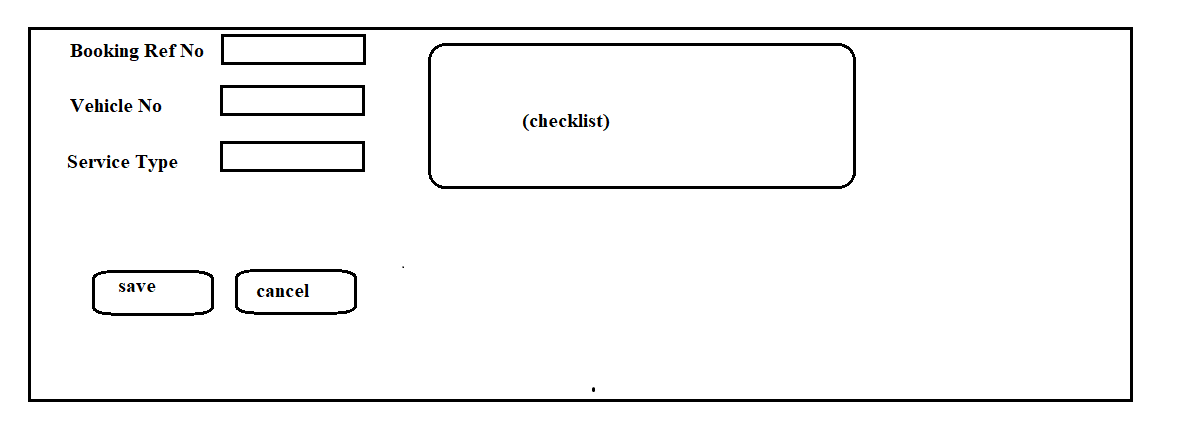 Booking Ref No
Vehicle No
Service Type
(checklist)
save
cancel